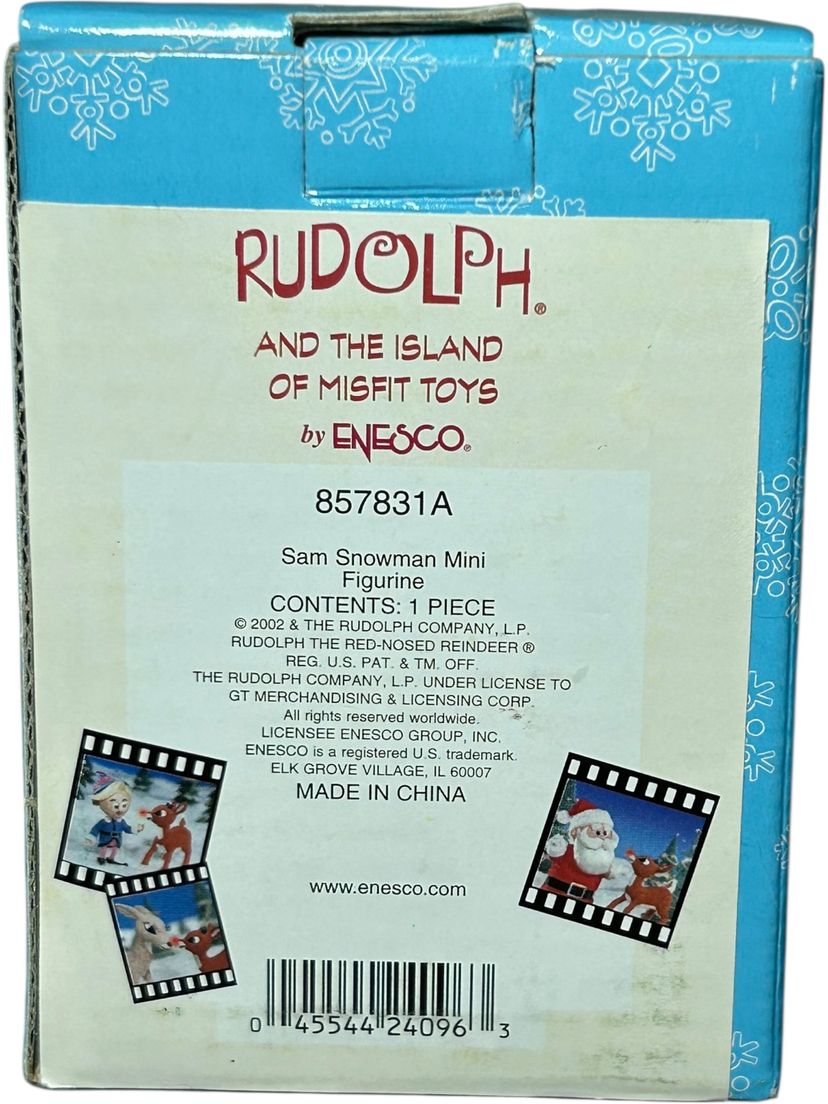 RUDOLPH®
AND THE ISLAND
OF MISFIT TOYS
by ENESCO®
857831A
Sam Snowman Mini
Figurine
CONTENTS: 1 PIECE
© 2002 & THE RUDOLPH COMPANY, L.P.
RUDOLPH THE RED-NOSED REINDEER ®
REG. U.S. PAT. & TM. OFF.
THE RUDOLPH COMPANY, L.P. UNDER LICENSE TO
GT MERCHANDISING & LICENSING CORP.
All rights reserved worldwide.
LICENSEE ENESCO GROUP, INC.
ENESCO is a registered U.S. trademark.
ELK GROVE VILLAGE, IL 60007
MADE IN CHINA
www.enesco.com
0 45544 24096 3